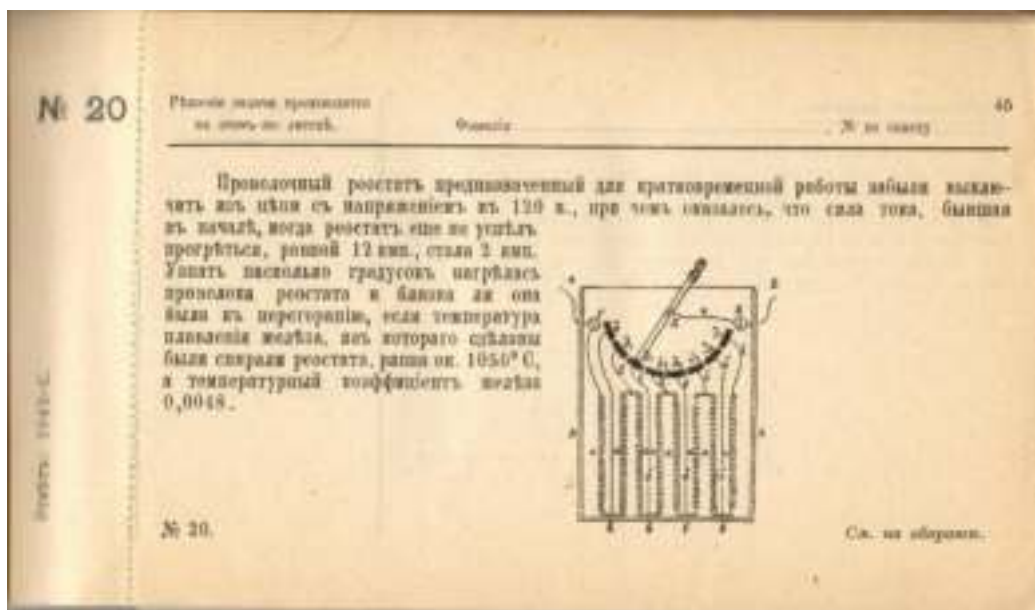 № 20
Рѣшеніе задачи производится
на этомъ же листкѣ.
Фамилія
№ по списку
45
Проволочный реостатъ предназначенный для кратковременной работы забыли выклю-
чить изъ цѣпи съ напряженіемъ въ 120 в., при чемъ оказалось, что сила тока, бывшая
въ началѣ, когда реостатъ еще не успѣлъ
прогрѣться, равной 12 амп., стала 2 амп.
Узнать насколько градусовъ нагрѣлась
проволока реостата и близка ли она
была къ перегоранію, если температура
плавленія желѣза, изъ котораго сдѣланы
были спирали реостата, равна ок. 1050° C,
а температурный коэффиціентъ желѣза
0,0048.
№ 20.
См. на оборотѣ.